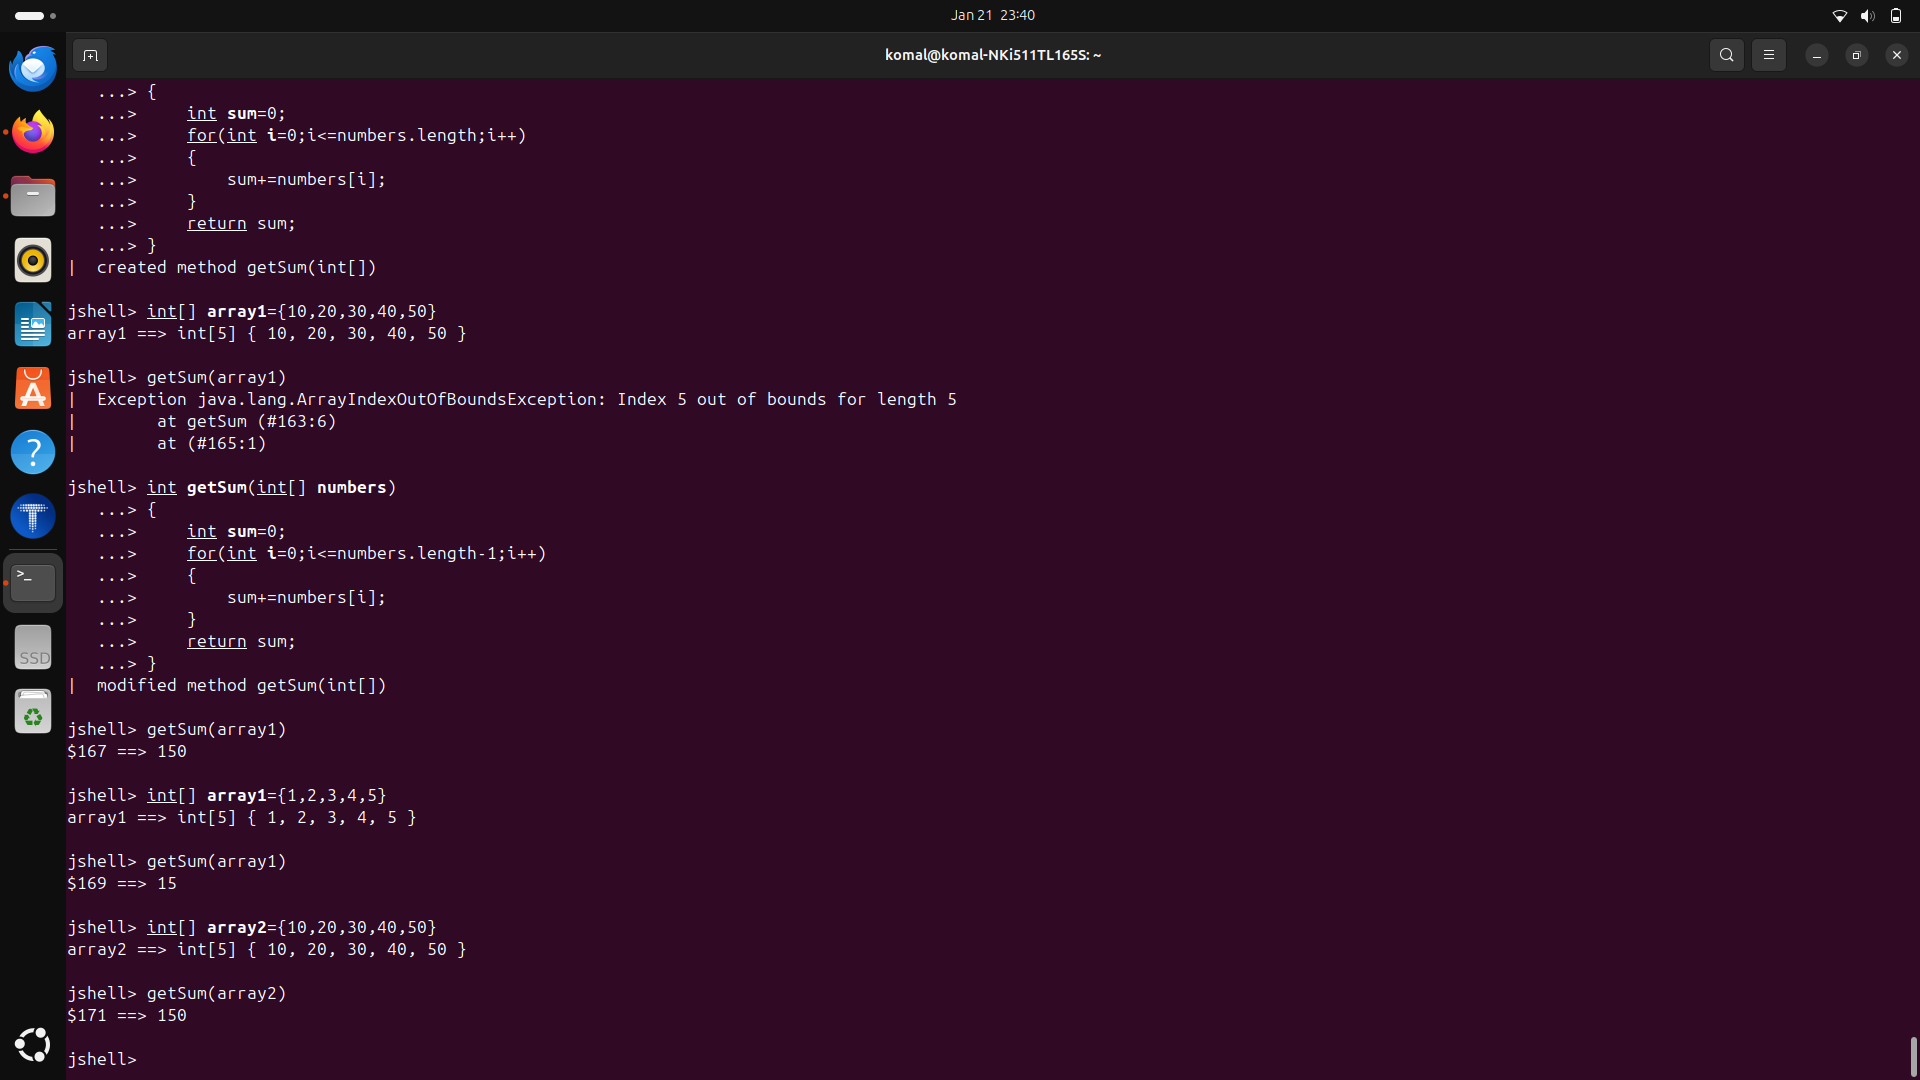 Jan 21 23:40
komal@komal-NKi511TL165S: ~
...> {
...>     int sum=0;
...>     for(int i=0;i<=numbers.length;i++)
...>     {
...>         sum+=numbers[i];
...>     }
...>     return sum;
...> }
|  created method getSum(int[])
jshell> int[] array1={10,20,30,40,50}
array1 ==> int[5] { 10, 20, 30, 40, 50 }
jshell> getSum(array1)
|  Exception java.lang.ArrayIndexOutOfBoundsException: Index 5 out of bounds for length 5
|        at getSum (#163:6)
|        at (#165:1)
jshell> int getSum(int[] numbers)
...> {
...>     int sum=0;
...>     for(int i=0;i<=numbers.length-1;i++)
...>     {
...>         sum+=numbers[i];
...>     }
...>     return sum;
...> }
|  modified method getSum(int[])
jshell> getSum(array1)
$167 ==> 150
jshell> int[] array1={1,2,3,4,5}
array1 ==> int[5] { 1, 2, 3, 4, 5 }
jshell> getSum(array1)
$169 ==> 15
jshell> int[] array2={10,20,30,40,50}
array2 ==> int[5] { 10, 20, 30, 40, 50 }
jshell> getSum(array2)
$171 ==> 150
jshell>
SSD